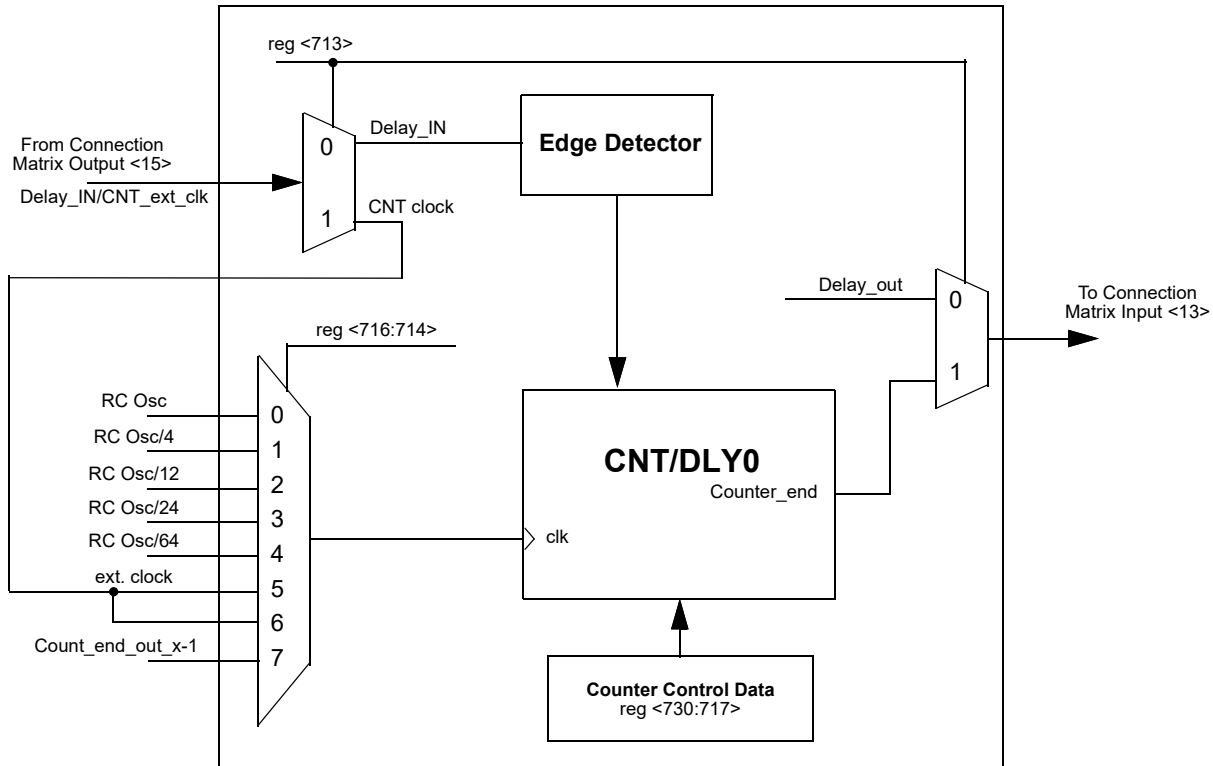 reg <713>
From Connection
Matrix Output <15>
Delay_IN/CNT_ext_clk
0
1
Delay_IN
CNT clock
Edge Detector
Delay_out
0
1
To Connection
Matrix Input <13>
reg <716:714>
RC Osc
0
RC Osc/4
1
RC Osc/12
2
RC Osc/24
3
RC Osc/64
4
ext. clock
5
6
Count_end_out_x-1
7
CNT/DLY0
Counter_end
clk
Counter Control Data
reg <730:717>